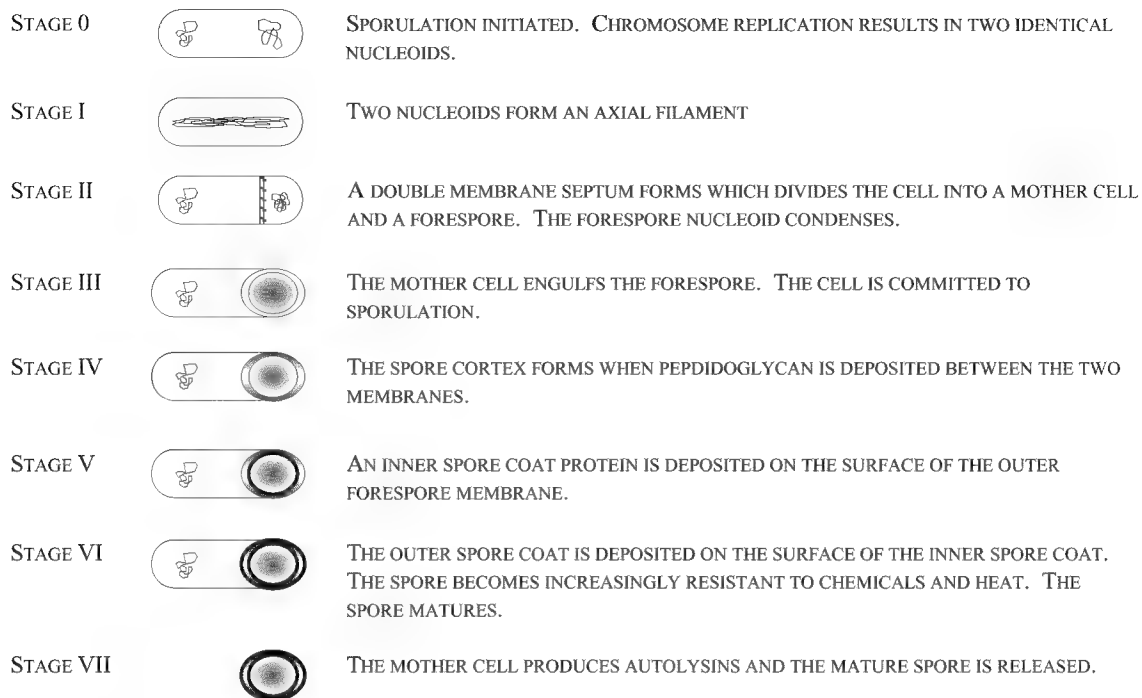 STAGE 0 SPORULATION INITIATED. CHROMOSOME REPLICATION RESULTS IN TWO IDENTICAL
NUCLEOIDS.
STAGE I TWO NUCLEOIDS FORM AN AXIAL FILAMENT
STAGE II A DOUBLE MEMBRANE SEPTUM FORMS WHICH DIVIDES THE CELL INTO A MOTHER CELL
AND A FORESPORE. THE FORESPORE NUCLEOID CONDENSES.
STAGE III THE MOTHER CELL ENGULFS THE FORESPORE. THE CELL IS COMMITTED TO
SPORULATION.
STAGE IV THE SPORE CORTEX FORMS WHEN PEPDIDOGLYCAN IS DEPOSITED BETWEEN THE TWO
MEMBRANES.
STAGE V AN INNER SPORE COAT PROTEIN IS DEPOSITED ON THE SURFACE OF THE OUTER
FORESPORE MEMBRANE.
STAGE VI THE OUTER SPORE COAT IS DEPOSITED ON THE SURFACE OF THE INNER SPORE COAT.
THE SPORE BECOMES INCREASINGLY RESISTANT TO CHEMICALS AND HEAT. THE
SPORE MATURES.
STAGE VII THE MOTHER CELL PRODUCES AUTOLYSINS AND THE MATURE SPORE IS RELEASED.